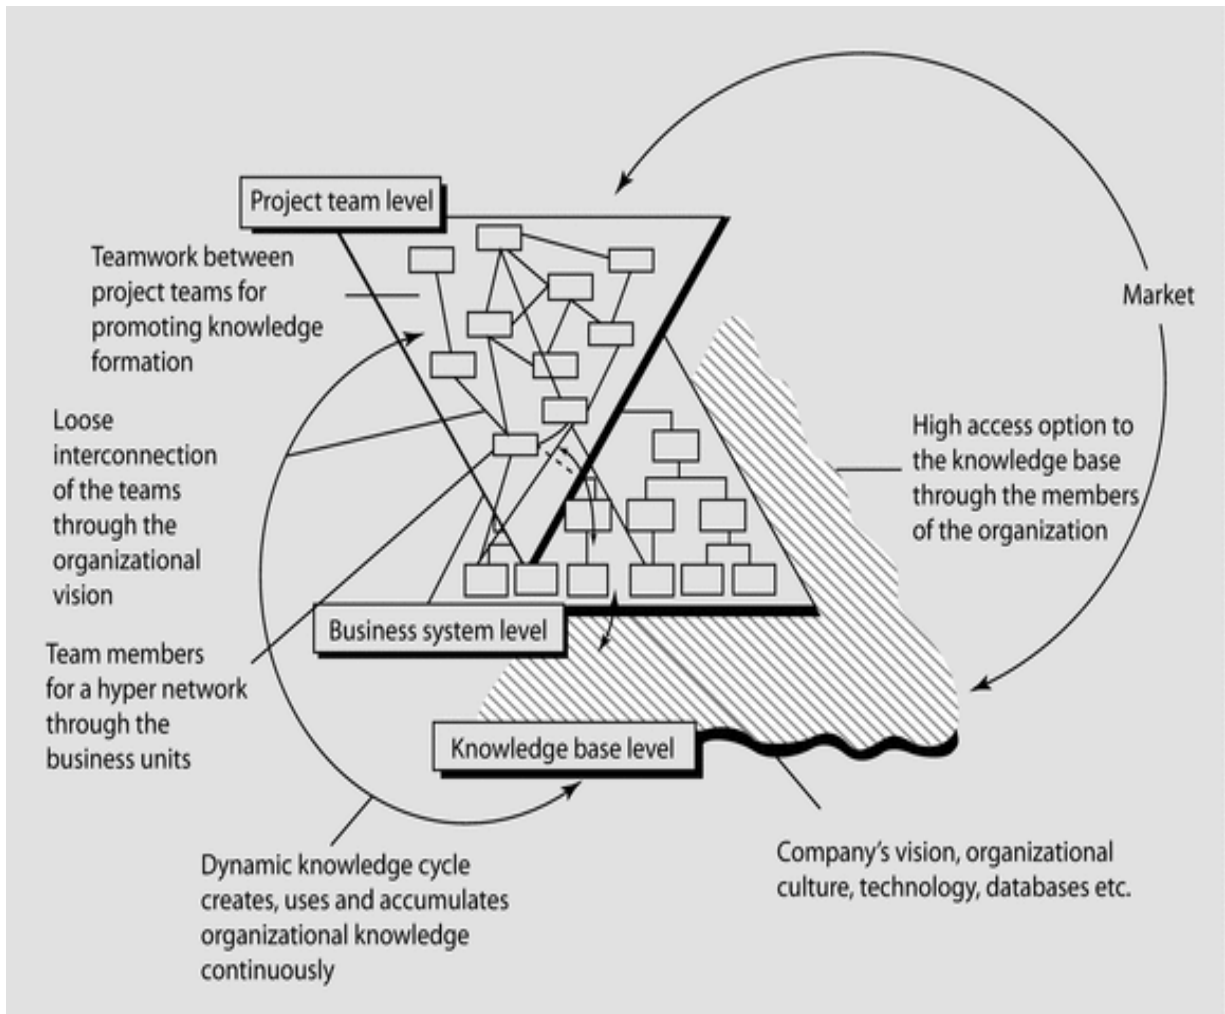 Project team level
Teamwork between
project teams for
promoting knowledge
formation
Market
Loose
interconnection
of the teams
through the
organizational
vision
High access option to
the knowledge base
through the members
of the organization
Business system level
Team members
for a hyper network
through the
business units
Knowledge base level
Dynamic knowledge cycle
creates, uses and accumulates
organizational knowledge
continuously
Company's vision, organizational
culture, technology, databases etc.